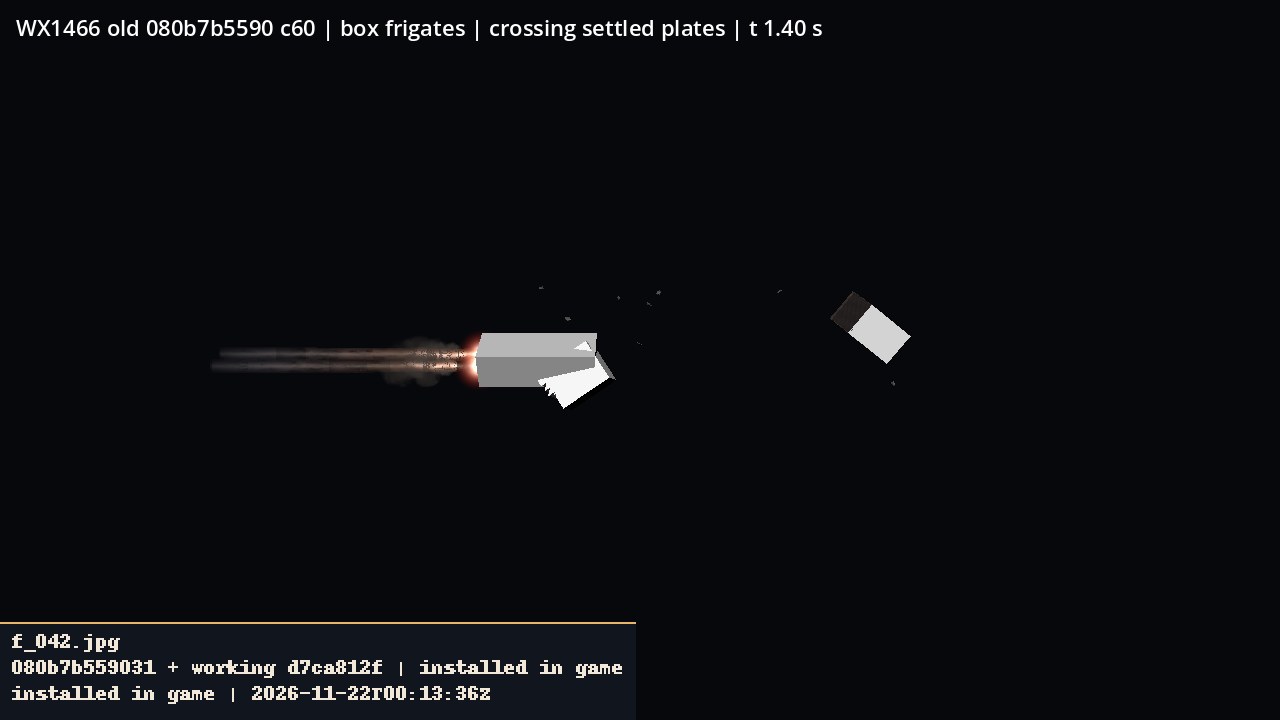 WX1466 old 080b7b5590 c60 | box frigates | crossing settled plates | t 1.40 s
f_042.jpg
080b7b559031 + working d7ca812f | installed in game
installed in game | 2026-11-22T00:13:36Z